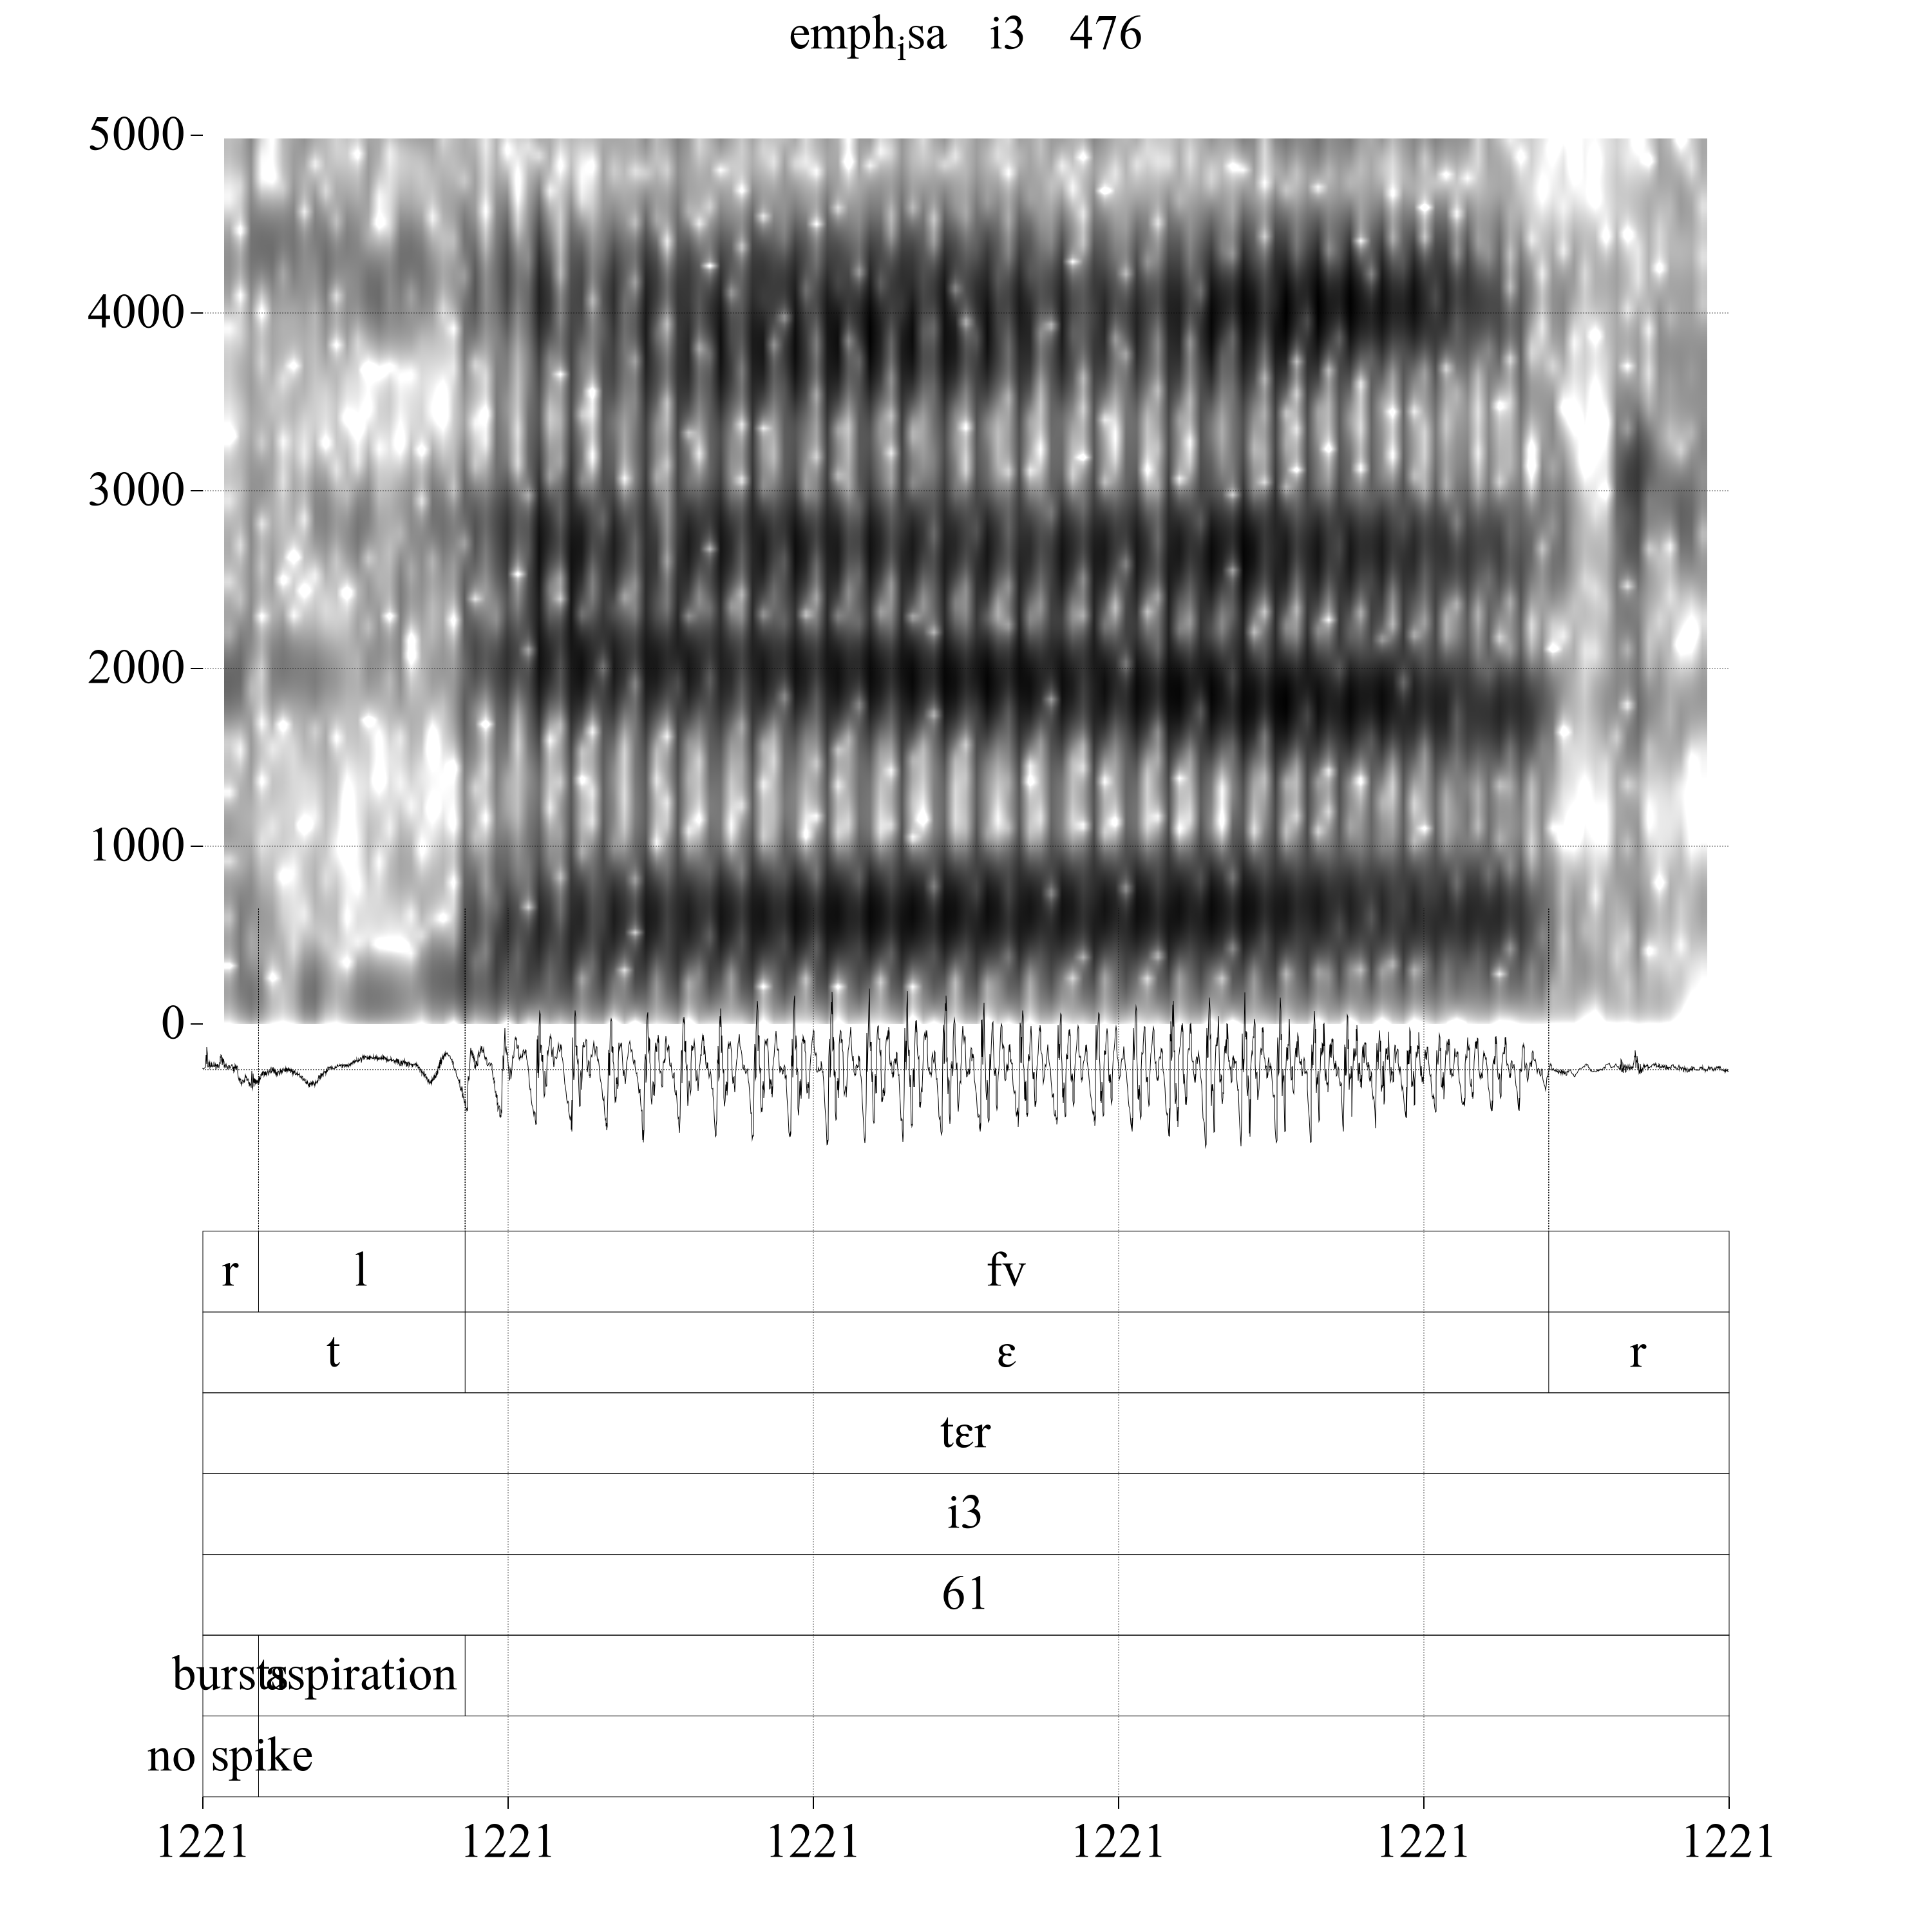 emphᵢsa i3 476
5000
4000
3000
2000
1000
0
r l fv
t ε r
tεr
i3
61
burst aspiration
no spike
1221 1221 1221 1221 1221 1221